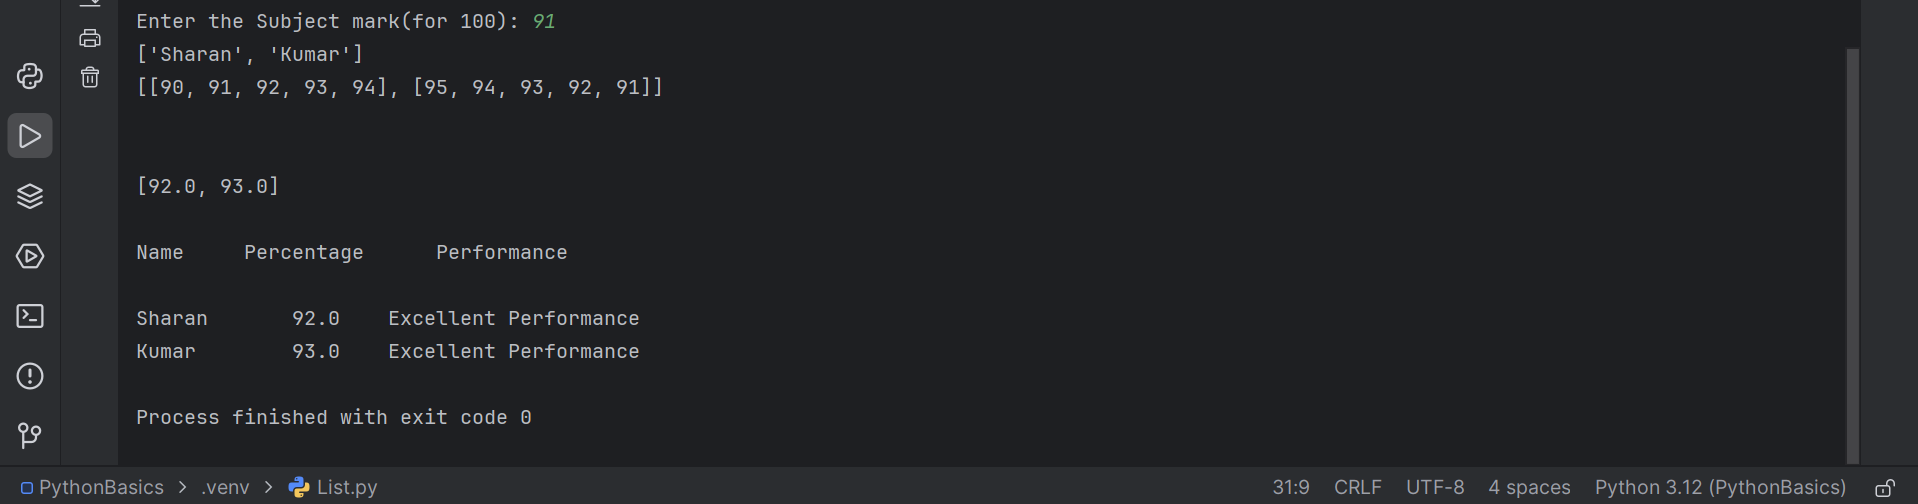 Enter the Subject mark(for 100): 91
['Sharan', 'Kumar']
[[90, 91, 92, 93, 94], [95, 94, 93, 92, 91]]
[92.0, 93.0]
Name Percentage Performance
Sharan 92.0 Excellent Performance
Kumar 93.0 Excellent Performance
Process finished with exit code 0
PythonBasics > .venv > List.py 31:9 CRLF UTF-8 4 spaces Python 3.12 (PythonBasics)